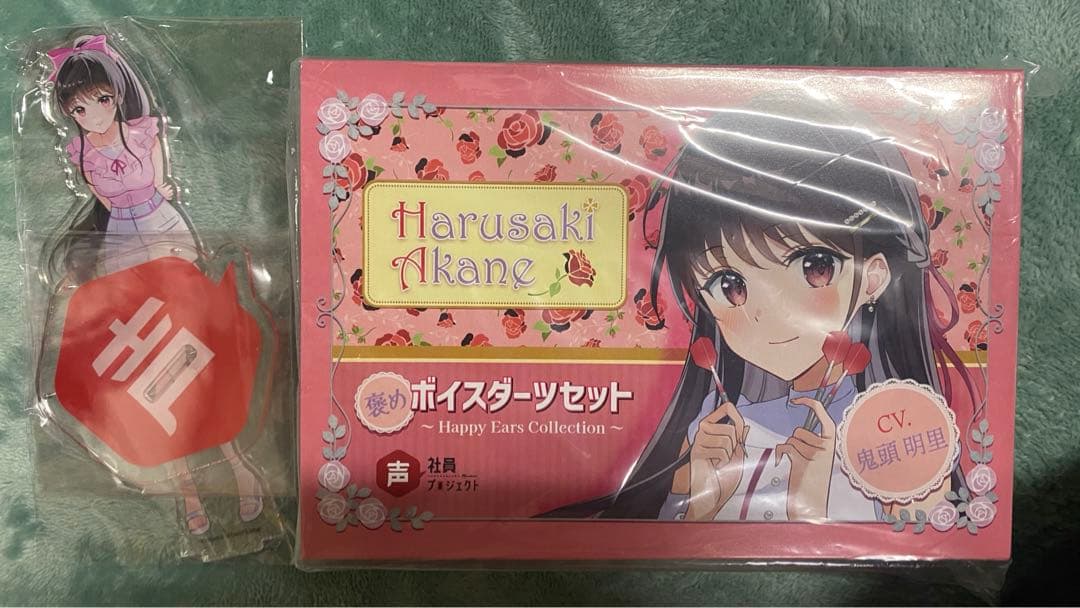 Harusaki
Akane
褒めボイスダーツセット
~ Happy Ears Collection ~
声 社員
プロジェクト
CV.
鬼頭 明里
声